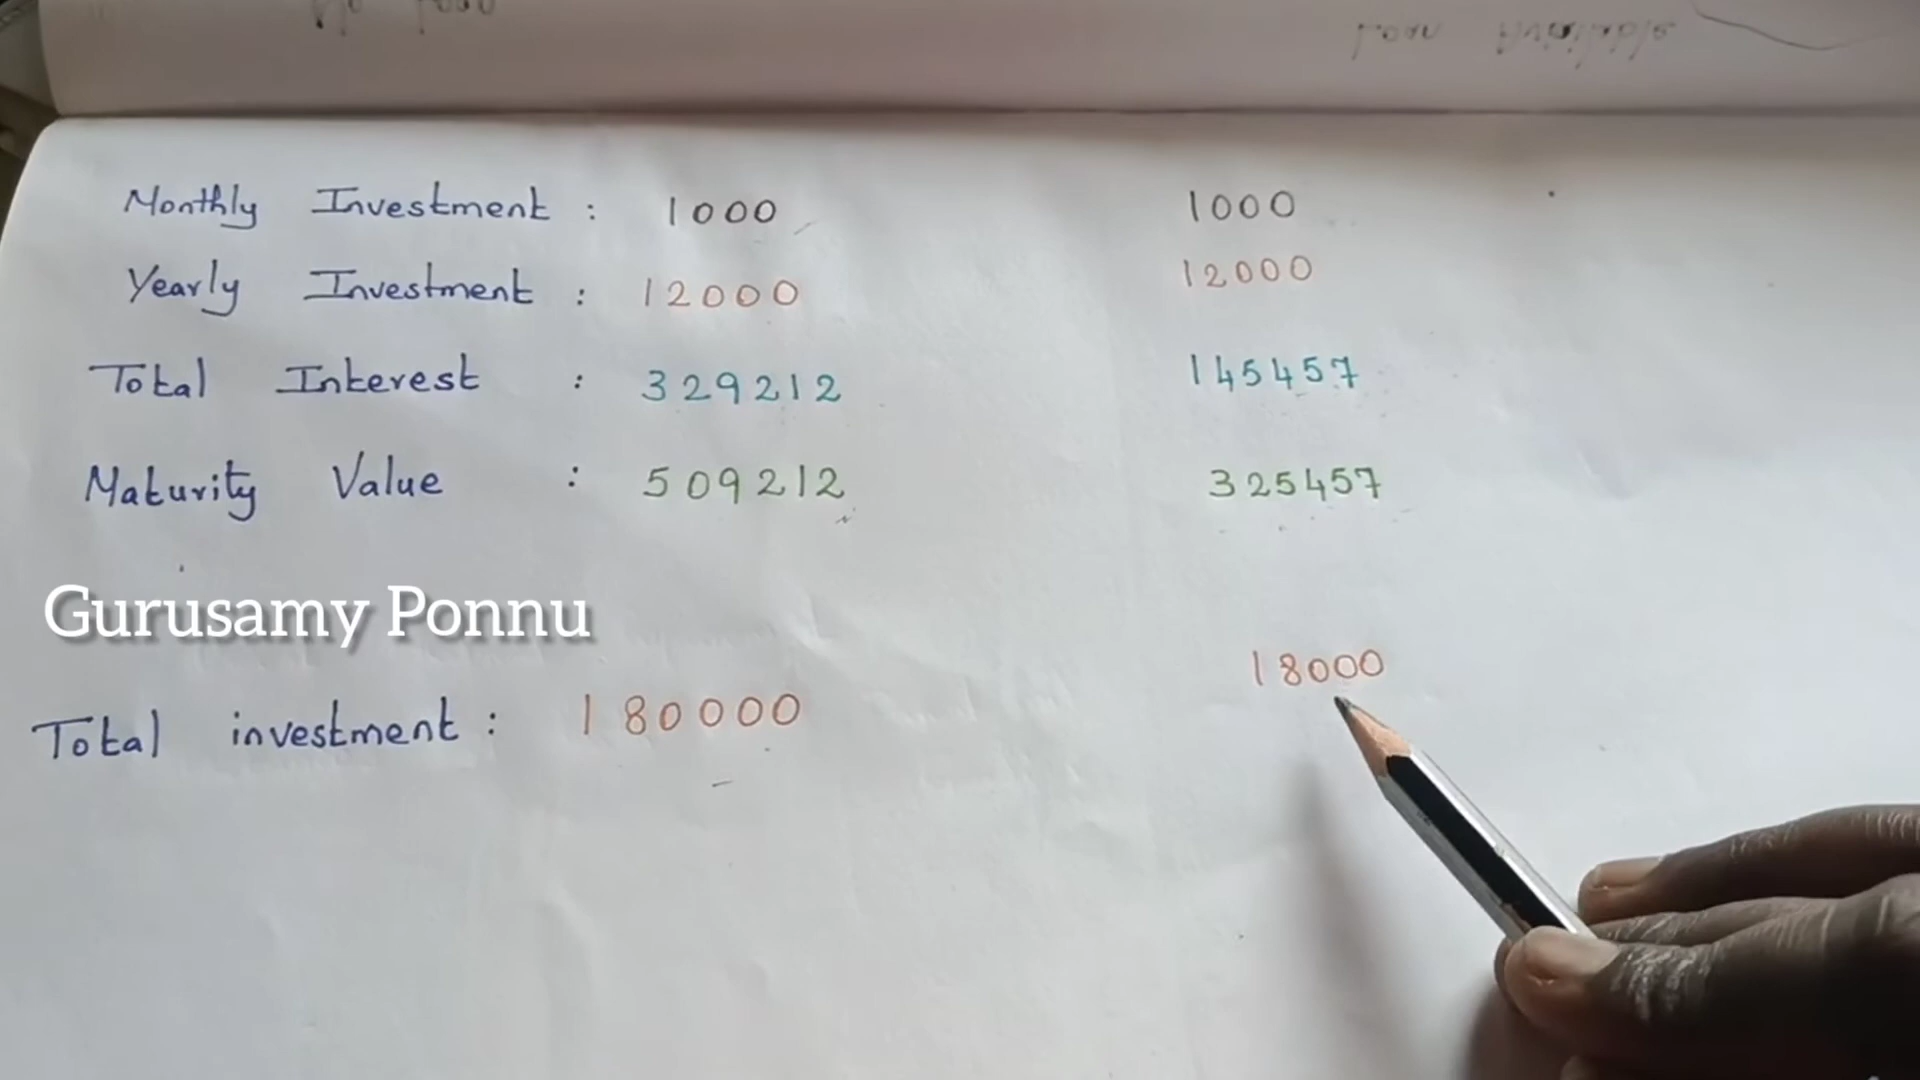 Monthly Investment : 1000 1000
Yearly Investment : 12000 12000
Total Interest : 329212 145457
Maturity Value : 509212 325457
Gurusamy Ponnu
18000
Total investment : 180000